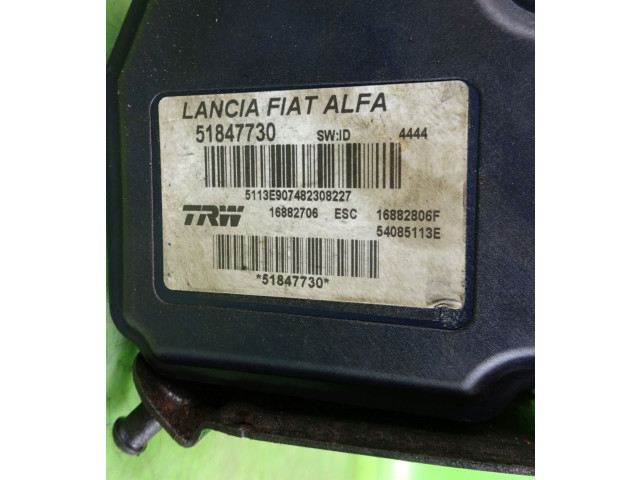 LANCIA FIAT ALFA
51847730 SW:ID 4444
5113E907482308227
TRW 16882706 ESC 16882806F
54085113E
*51847730*